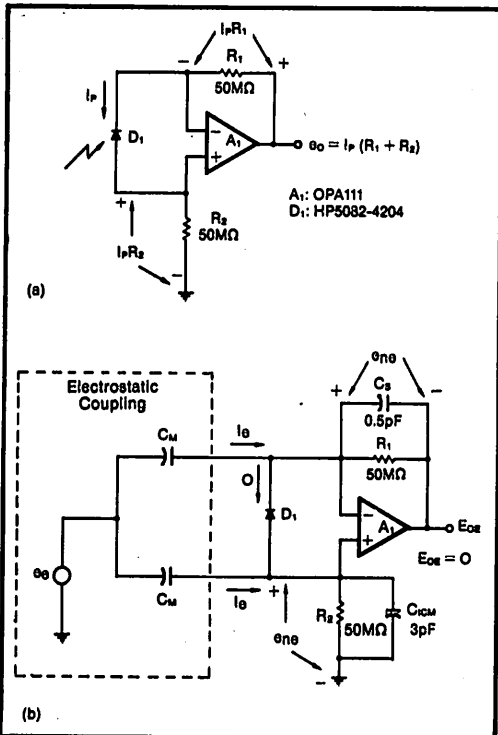 IPR1
− R1 +
50MΩ
IP
D1
− A1 +
eO = IP (R1 + R2)
A1: OPA111
D1: HP5082-4204
+
R2
50MΩ
IPR2
−
(a)
ene
Electrostatic
Coupling
+ CS −
0.5pF
CM Ie
R1
50MΩ
O
D1
− A1 +
EOE
EOE = O
ee
CM
Ie +
R2
50MΩ
CICM
3pF
ene
−
(b)